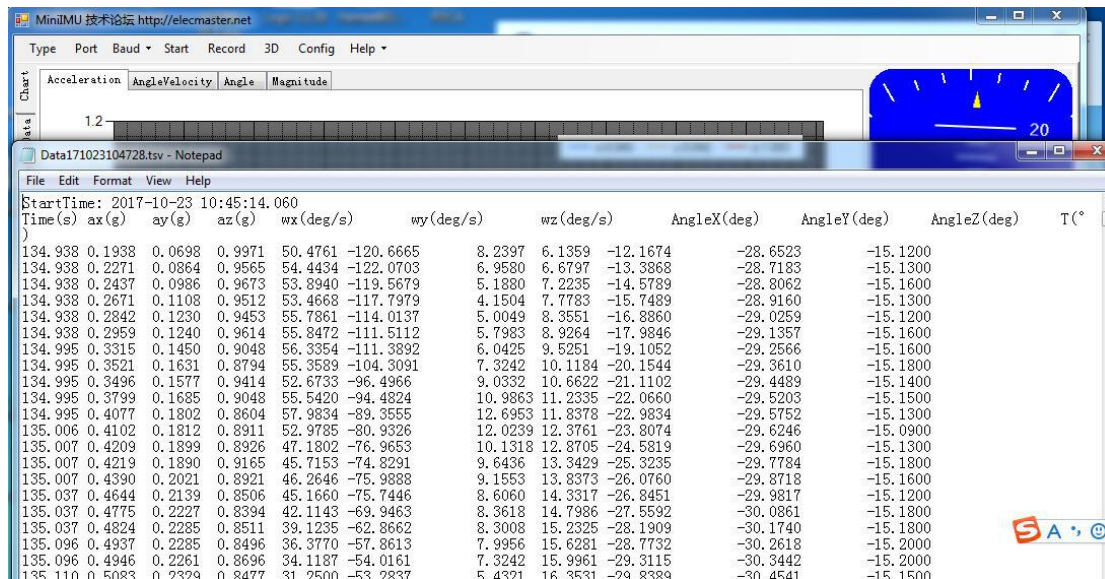 MiniIMU 技术论坛 http://elecmaster.net
Type Port Baud Start Record 3D Config Help
Chart
Data
Acceleration AngleVelocity Angle Magnitude
1.2
20
Data171023104728.tsv - Notepad
File Edit Format View Help
StartTime: 2017-10-23 10:45:14.060
Time(s) ax(g) ay(g) az(g) wx(deg/s) wy(deg/s) wz(deg/s) AngleX(deg) AngleY(deg) AngleZ(deg) T(°
)
134.938 0.1938 0.0698 0.9971 50.4761 -120.6665 8.2397 6.1359 -12.1674 -28.6523 -15.1200
134.938 0.2271 0.0864 0.9565 54.4434 -122.0703 6.9580 6.6797 -13.3868 -28.7183 -15.1300
134.938 0.2437 0.0986 0.9673 53.8940 -119.5679 5.1880 7.2235 -14.5789 -28.8062 -15.1600
134.938 0.2671 0.1108 0.9512 53.4668 -117.7979 4.1504 7.7783 -15.7489 -28.9160 -15.1300
134.938 0.2842 0.1230 0.9453 55.7861 -114.0137 5.0049 8.3551 -16.8860 -29.0259 -15.1200
134.938 0.2959 0.1240 0.9614 55.8472 -111.5112 5.7983 8.9264 -17.9846 -29.1357 -15.1600
134.995 0.3315 0.1450 0.9048 56.3354 -111.3892 6.0425 9.5251 -19.1052 -29.2566 -15.1600
134.995 0.3521 0.1631 0.8794 55.3589 -104.3091 7.3242 10.1184 -20.1544 -29.3610 -15.1800
134.995 0.3496 0.1577 0.9414 52.6733 -96.4966 9.0332 10.6622 -21.1102 -29.4489 -15.1400
134.995 0.3799 0.1685 0.9048 55.5420 -94.4824 10.9863 11.2335 -22.0660 -29.5203 -15.1500
134.995 0.4077 0.1802 0.8604 57.9834 -89.3555 12.6953 11.8378 -22.9834 -29.5752 -15.1300
135.006 0.4102 0.1812 0.8911 52.9785 -80.9326 12.0239 12.3761 -23.8074 -29.6246 -15.0900
135.007 0.4209 0.1899 0.8926 47.1802 -76.9653 10.1318 12.8705 -24.5819 -29.6960 -15.1300
135.007 0.4219 0.1890 0.9165 45.7153 -74.8291 9.6436 13.3429 -25.3235 -29.7784 -15.1800
135.007 0.4390 0.2021 0.8921 46.2646 -75.9888 9.1553 13.8373 -26.0760 -29.8718 -15.1600
135.037 0.4644 0.2139 0.8506 45.1660 -75.7446 8.6060 14.3317 -26.8451 -29.9817 -15.1200
135.037 0.4775 0.2227 0.8394 42.1143 -69.9463 8.3618 14.7986 -27.5592 -30.0861 -15.1800
135.037 0.4824 0.2285 0.8511 39.1235 -62.8662 8.3008 15.2325 -28.1909 -30.1740 -15.1800
135.096 0.4937 0.2285 0.8496 36.3770 -57.8613 7.9956 15.6281 -28.7732 -30.2618 -15.2000
135.096 0.4946 0.2261 0.8696 34.1187 -54.0161 7.3242 15.9961 -29.3115 -30.3442 -15.2000
135.110 0.5083 0.2329 0.8477 31.2500 -53.2837 5.4321 16.3531 -29.8389 -30.4541 -15.1500
S A